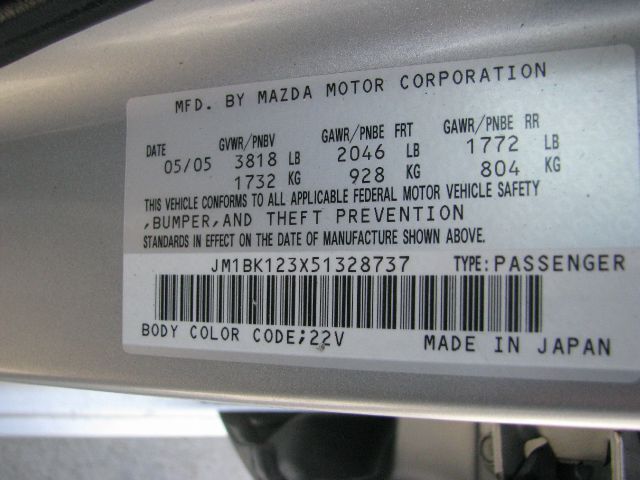 MFD. BY MAZDA MOTOR CORPORATION
DATE GVWR/PNBV GAWR/PNBE FRT GAWR/PNBE RR
05/05 3818 LB 2046 LB 1772 LB
1732 KG 928 KG 804 KG
THIS VEHICLE CONFORMS TO ALL APPLICABLE FEDERAL MOTOR VEHICLE SAFETY
,BUMPER,AND THEFT PREVENTION
STANDARDS IN EFFECT ON THE DATE OF MANUFACTURE SHOWN ABOVE.
JM1BK123X51328737 TYPE:PASSENGER
BODY COLOR CODE;22V MADE IN JAPAN